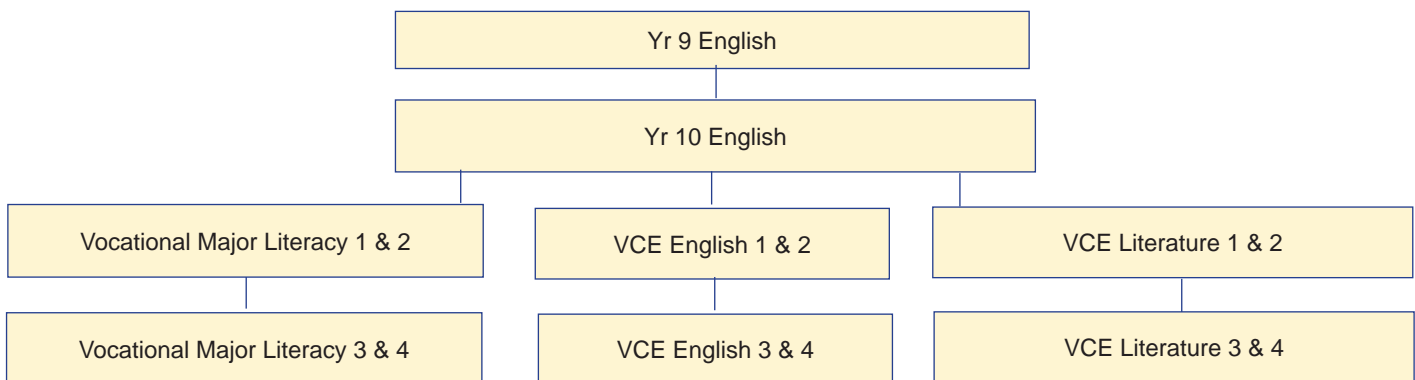 Yr 9 English
Yr 10 English
Vocational Major Literacy 1 & 2
VCE English 1 & 2
VCE Literature 1 & 2
Vocational Major Literacy 3 & 4
VCE English 3 & 4
VCE Literature 3 & 4